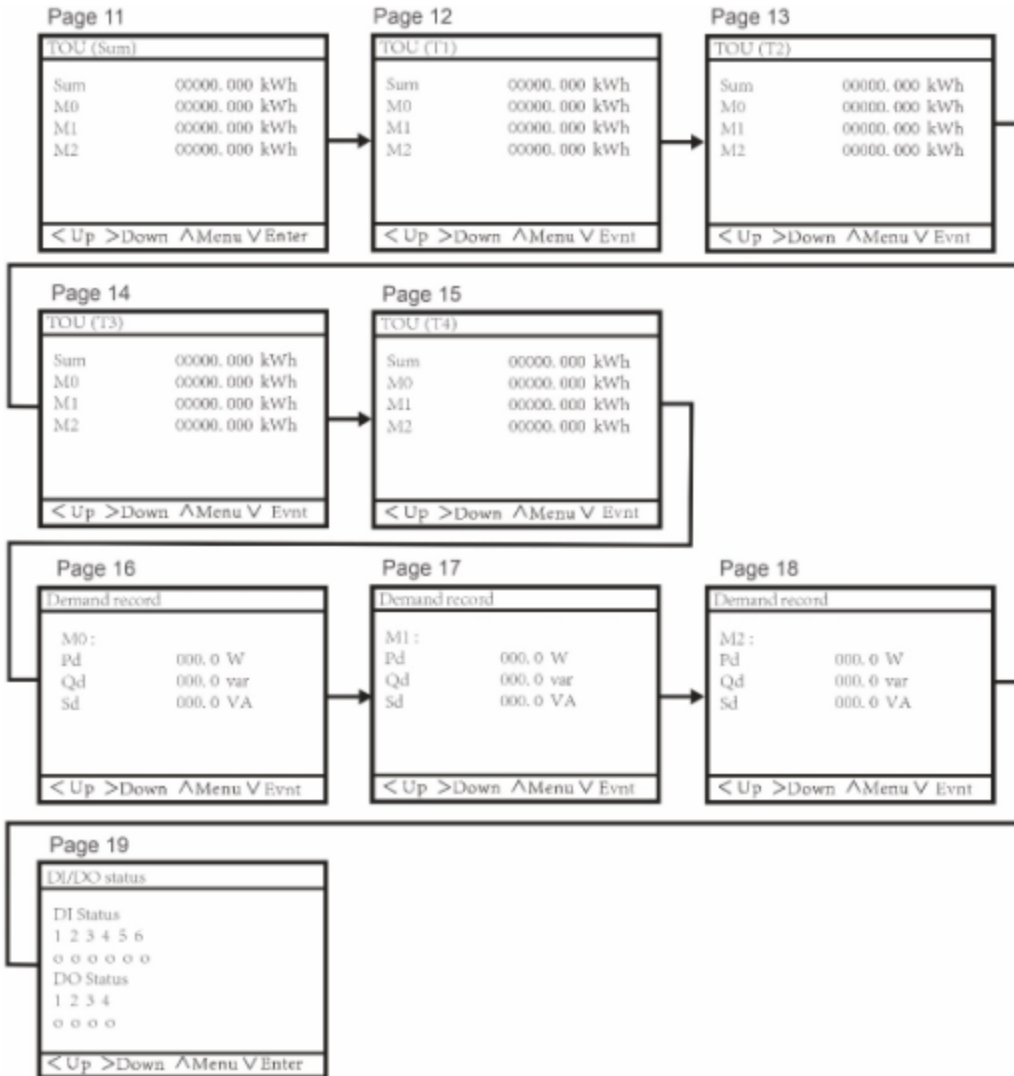 Page 11
TOU (Sum)
Sum 00000.000 kWh
M0 00000.000 kWh
M1 00000.000 kWh
M2 00000.000 kWh
< Up >Down ∧Menu ∨Enter
Page 12
TOU (T1)
Sum 00000.000 kWh
M0 00000.000 kWh
M1 00000.000 kWh
M2 00000.000 kWh
< Up >Down ∧Menu ∨ Evnt
Page 13
TOU (T2)
Sum 00000.000 kWh
M0 00000.000 kWh
M1 00000.000 kWh
M2 00000.000 kWh
< Up >Down ∧Menu ∨ Evnt
Page 14
TOU (T3)
Sum 00000.000 kWh
M0 00000.000 kWh
M1 00000.000 kWh
M2 00000.000 kWh
< Up >Down ∧Menu ∨ Evnt
Page 15
TOU (T4)
Sum 00000.000 kWh
M0 00000.000 kWh
M1 00000.000 kWh
M2 00000.000 kWh
< Up >Down ∧Menu ∨ Evnt
Page 16
Demand record
M0 :
Pd 000.0 W
Qd 000.0 var
Sd 000.0 VA
< Up >Down ∧Menu ∨ Evnt
Page 17
Demand record
M1 :
Pd 000.0 W
Qd 000.0 var
Sd 000.0 VA
< Up >Down ∧Menu ∨ Evnt
Page 18
Demand record
M2 :
Pd 000.0 W
Qd 000.0 var
Sd 000.0 VA
< Up >Down ∧Menu ∨ Evnt
Page 19
DI/DO status
DI Status
1 2 3 4 5 6
o o o o o o
DO Status
1 2 3 4
o o o o
< Up >Down ∧Menu ∨Enter